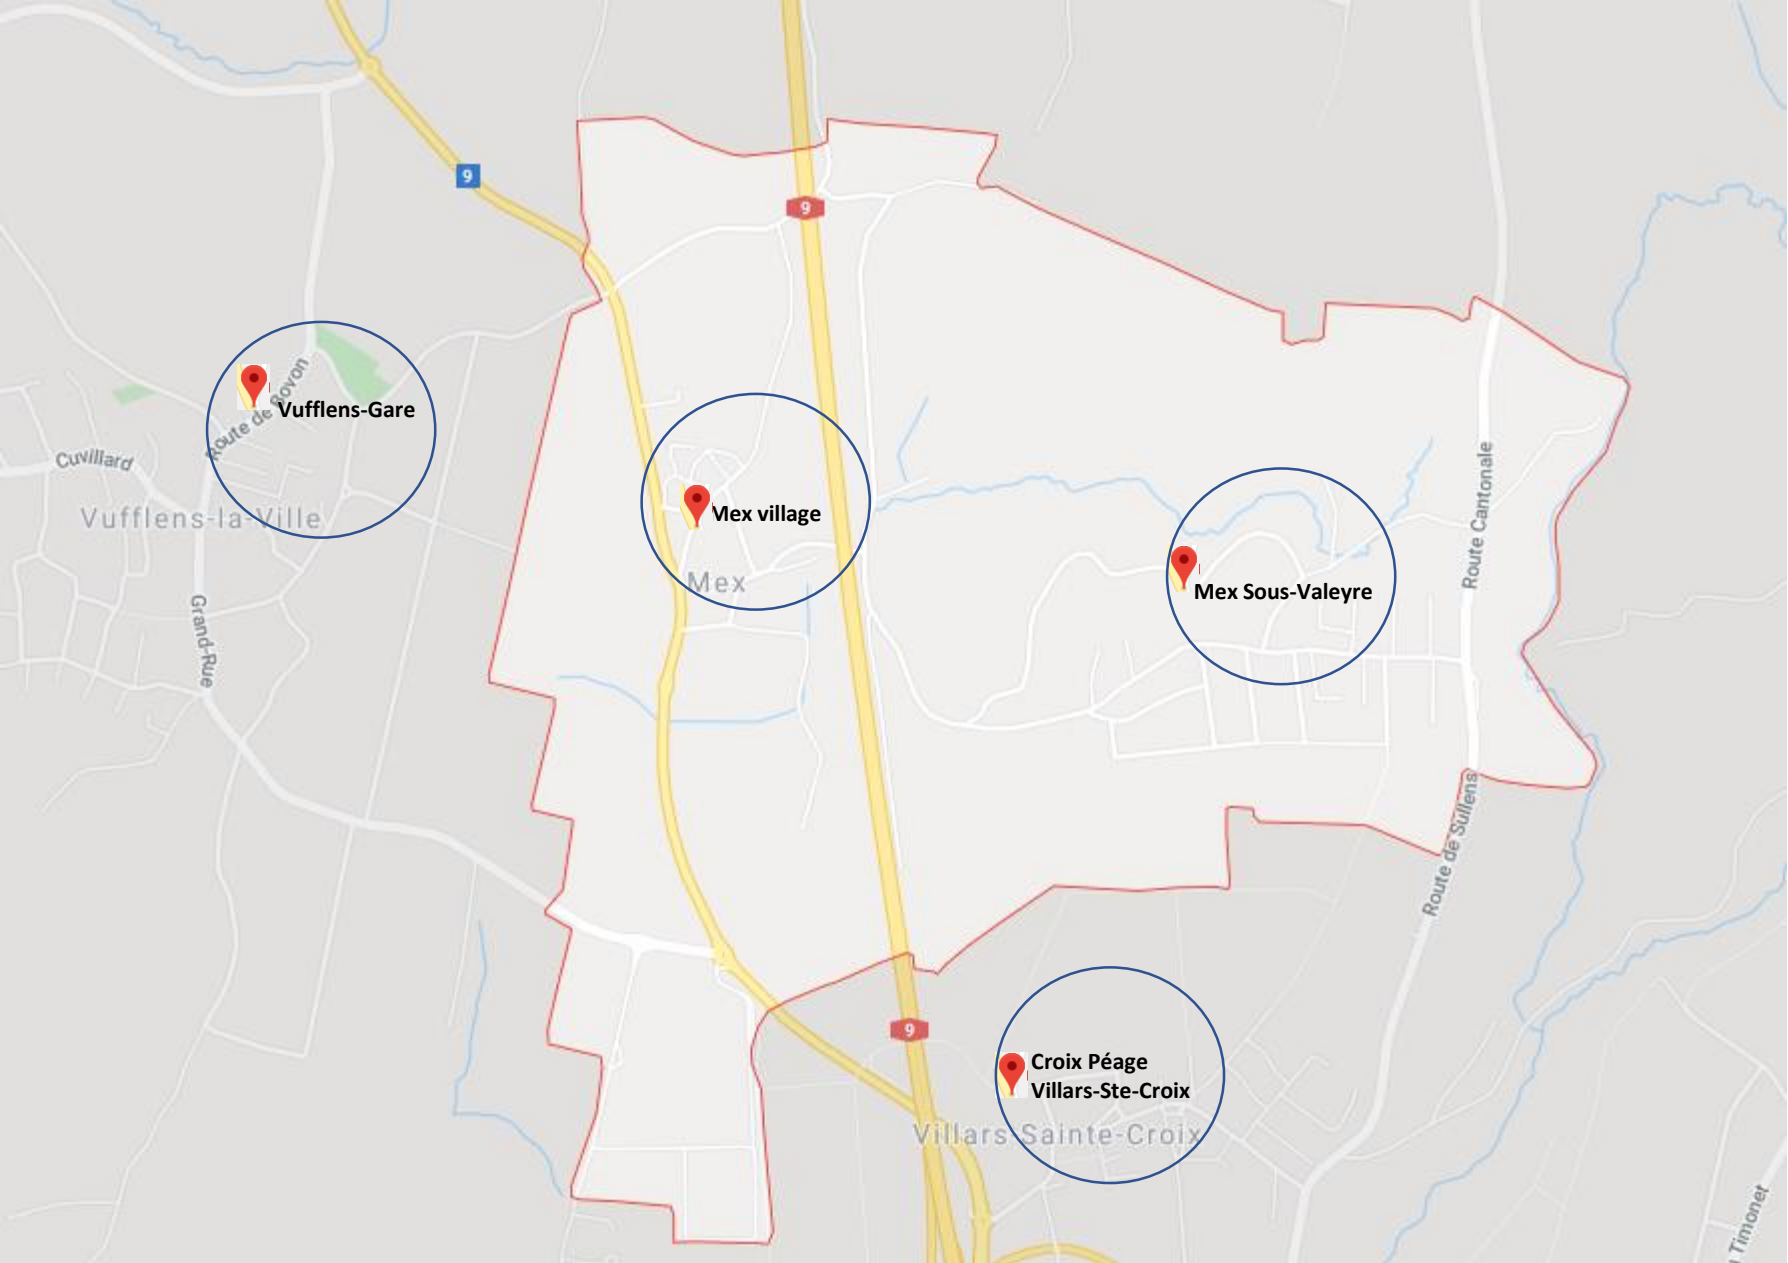 9
9
Route de Bovon
Vufflens-Gare
Cuvillard
Vufflens-la-Ville
Mex village
Mex
Route Cantonale
Mex Sous-Valeyre
Grand-Rue
Route de Sullens
9
Croix Péage
Villars-Ste-Croix
Villars-Sainte-Croix
Timonet